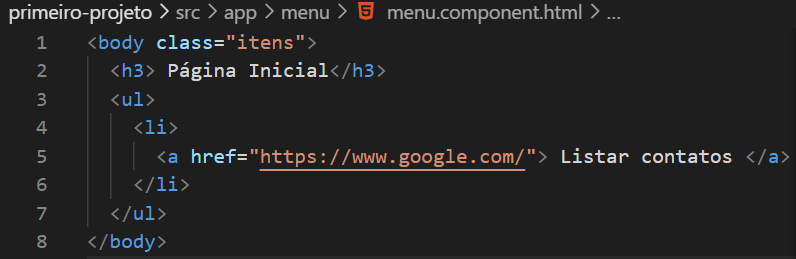 primeiro-projeto > src > app > menu > menu.component.html > ...
1 <body class="itens">
2 <h3> Página Inicial</h3>
3 <ul>
4 <li>
5 <a href="https://www.google.com/"> Listar contatos </a>
6 </li>
7 </ul>
8 </body>